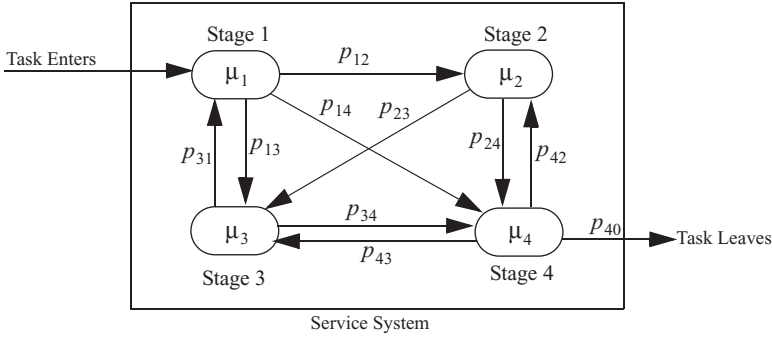 Stage 1
Stage 2
Task Enters
μ1
p12
μ2
p14
p23
p31
p13
p24
p42
μ3
p34
μ4
p40
Task Leaves
p43
Stage 3
Stage 4
Service System